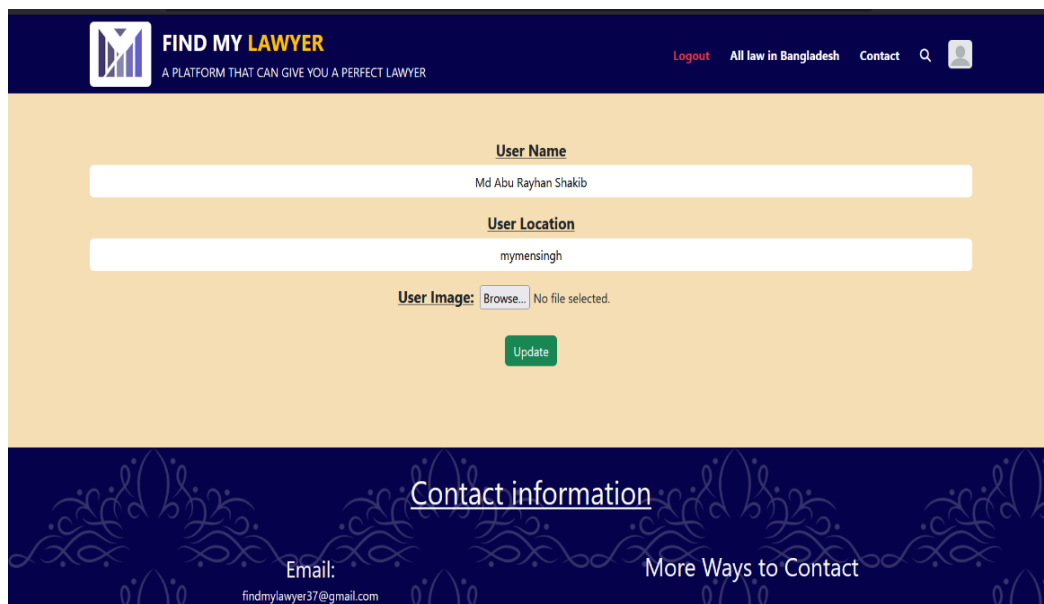 FIND MY LAWYER
A PLATFORM THAT CAN GIVE YOU A PERFECT LAWYER
Logout All law in Bangladesh Contact
User Name
Md Abu Rayhan Shakib
User Location
mymensingh
User Image: Browse... No file selected.
Update
Contact information
Email:
findmylawyer37@gmail.com
More Ways to Contact